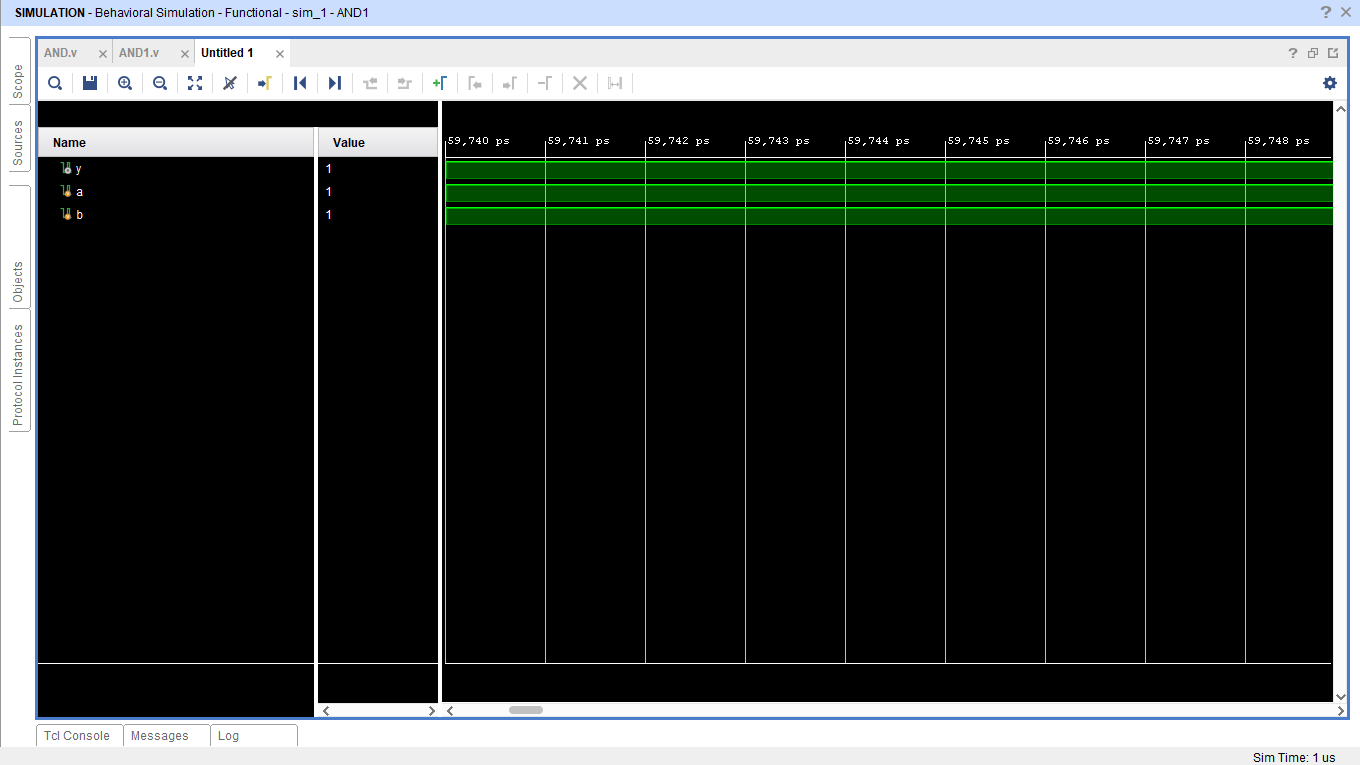 SIMULATION - Behavioral Simulation - Functional - sim_1 - AND1
AND.v
AND1.v
Untitled 1
Scope
Sources
Objects
Protocol Instances
Name Value
59,740 ps 59,741 ps 59,742 ps 59,743 ps 59,744 ps 59,745 ps 59,746 ps 59,747 ps 59,748 ps
y 1
a 1
b 1
Tcl Console
Messages
Log
Sim Time: 1 us